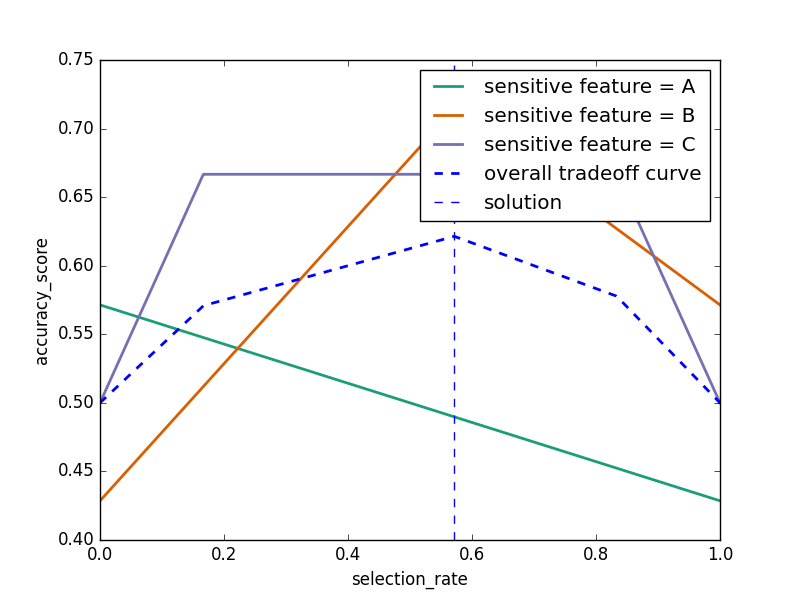 0.75
0.70
0.65
0.60
0.55
0.50
0.45
0.40
accuracy_score
sensitive feature = A
sensitive feature = B
sensitive feature = C
overall tradeoff curve
solution
0.0 0.2 0.4 0.6 0.8 1.0
selection_rate